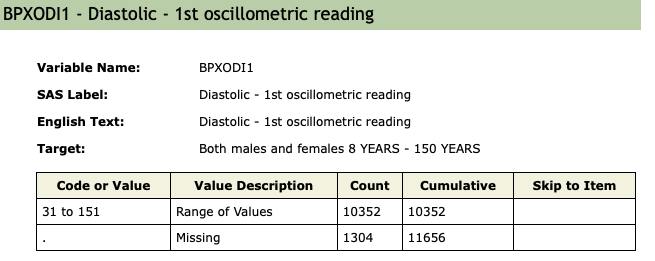 BPXODI1 - Diastolic - 1st oscillometric reading
Variable Name: BPXODI1
SAS Label: Diastolic - 1st oscillometric reading
English Text: Diastolic - 1st oscillometric reading
Target: Both males and females 8 YEARS - 150 YEARS
Code or Value Value Description Count Cumulative Skip to Item
31 to 151 Range of Values 10352 10352
. Missing 1304 11656